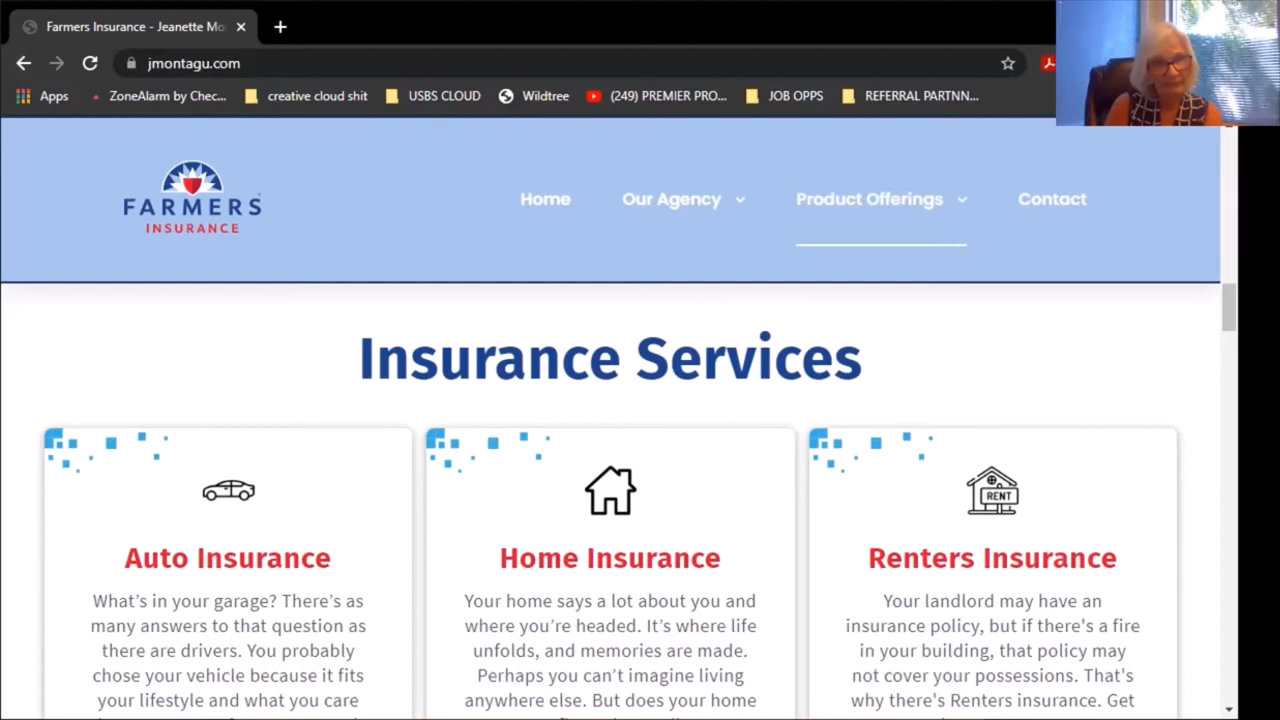 Farmers Insurance - Jeanette Mo
jmontagu.com
Apps ZoneAlarm by Chec... creative cloud shit USBS CLOUD Winfree (249) PREMIER PRO... JOB OPPS REFERRAL PARTNN...
FARMERS
INSURANCE
Home Our Agency Product Offerings Contact
Insurance Services
RENT
Auto Insurance
What's in your garage? There's as
many answers to that question as
there are drivers. You probably
chose your vehicle because it fits
your lifestyle and what you care
Home Insurance
Your home says a lot about you and
where you're headed. It's where life
unfolds, and memories are made.
Perhaps you can't imagine living
anywhere else. But does your home
Renters Insurance
Your landlord may have an
insurance policy, but if there's a fire
in your building, that policy may
not cover your possessions. That's
why there's Renters insurance. Get